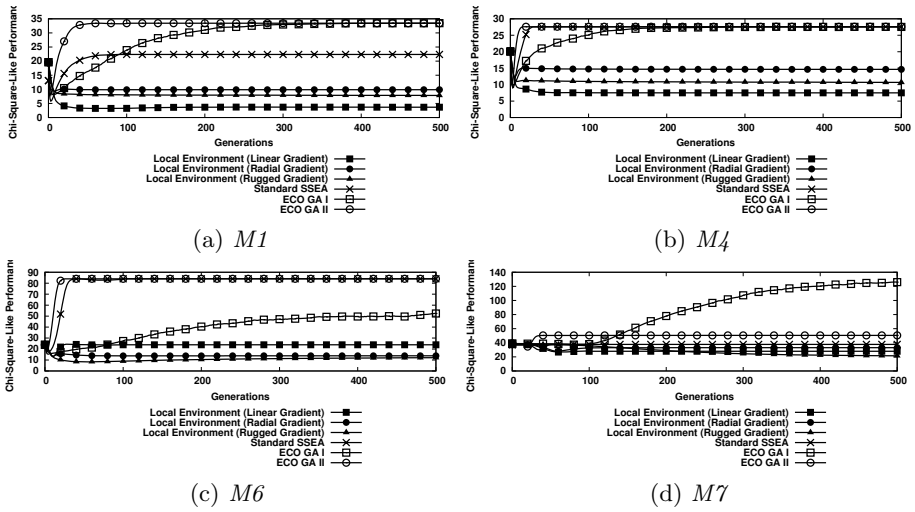 Chi-Square-Like Performanc
35
30
25
20
15
10
5
0
0 100 200 300 400 500
Generations
Local Environment (Linear Gradient)
Local Environment (Radial Gradient)
Local Environment (Rugged Gradient)
Standard SSEA
ECO GA I
ECO GA II
(a) M1
Chi-Square-Like Performanc
30
25
20
15
10
5
0
0 100 200 300 400 500
Generations
Local Environment (Linear Gradient)
Local Environment (Radial Gradient)
Local Environment (Rugged Gradient)
Standard SSEA
ECO GA I
ECO GA II
(b) M4
Chi-Square-Like Performanc
90
80
70
60
50
40
30
20
10
0
0 100 200 300 400 500
Generations
Local Environment (Linear Gradient)
Local Environment (Radial Gradient)
Local Environment (Rugged Gradient)
Standard SSEA
ECO GA I
ECO GA II
(c) M6
Chi-Square-Like Performanc
140
120
100
80
60
40
20
0
0 100 200 300 400 500
Generations
Local Environment (Linear Gradient)
Local Environment (Radial Gradient)
Local Environment (Rugged Gradient)
Standard SSEA
ECO GA I
ECO GA II
(d) M7